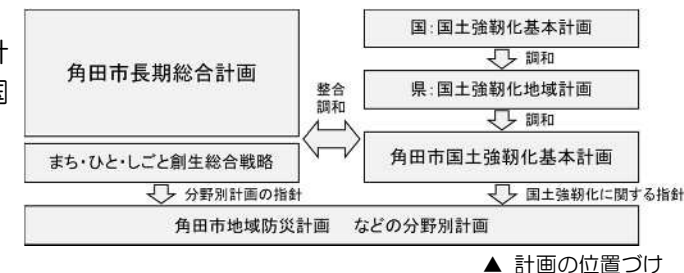 計
国
角田市長期総合計画
まち・ひと・しごと創生総合戦略
整合
調和
国:国土強靭化基本計画
調和
県:国土強靭化地域計画
調和
角田市国土強靭化基本計画
分野別計画の指針
国土強靭化に関する指針
角田市地域防災計画 などの分野別計画
▲ 計画の位置づけ